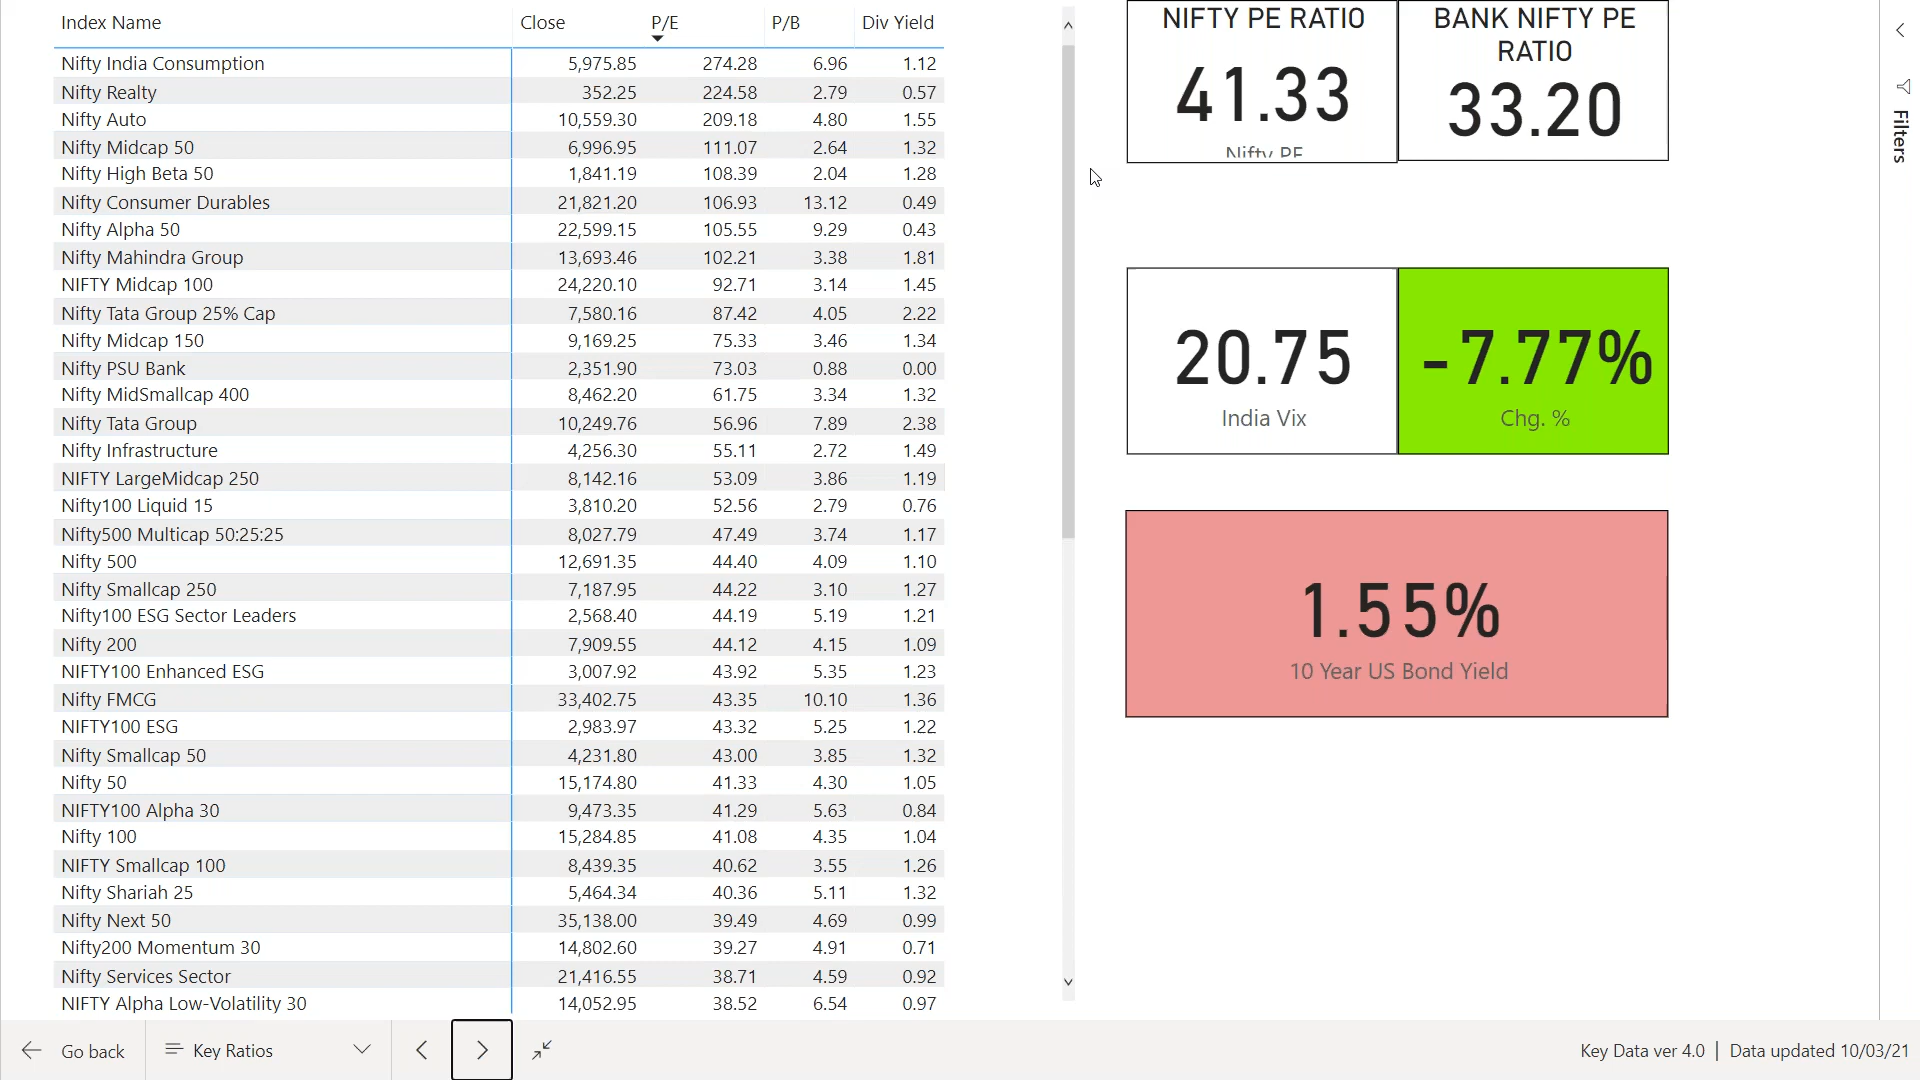 Index Name Close P/E P/B Div Yield
Nifty India Consumption 5,975.85 274.28 6.96 1.12
Nifty Realty 352.25 224.58 2.79 0.57
Nifty Auto 10,559.30 209.18 4.80 1.55
Nifty Midcap 50 6,996.95 111.07 2.64 1.32
Nifty High Beta 50 1,841.19 108.39 2.04 1.28
Nifty Consumer Durables 21,821.20 106.93 13.12 0.49
Nifty Alpha 50 22,599.15 105.55 9.29 0.43
Nifty Mahindra Group 13,693.46 102.21 3.38 1.81
NIFTY Midcap 100 24,220.10 92.71 3.14 1.45
Nifty Tata Group 25% Cap 7,580.16 87.42 4.05 2.22
Nifty Midcap 150 9,169.25 75.33 3.46 1.34
Nifty PSU Bank 2,351.90 73.03 0.88 0.00
Nifty MidSmallcap 400 8,462.20 61.75 3.34 1.32
Nifty Tata Group 10,249.76 56.96 7.89 2.38
Nifty Infrastructure 4,256.30 55.11 2.72 1.49
NIFTY LargeMidcap 250 8,142.16 53.09 3.86 1.19
Nifty100 Liquid 15 3,810.20 52.56 2.79 0.76
Nifty500 Multicap 50:25:25 8,027.79 47.49 3.74 1.17
Nifty 500 12,691.35 44.40 4.09 1.10
Nifty Smallcap 250 7,187.95 44.22 3.10 1.27
Nifty100 ESG Sector Leaders 2,568.40 44.19 5.19 1.21
Nifty 200 7,909.55 44.12 4.15 1.09
NIFTY100 Enhanced ESG 3,007.92 43.92 5.35 1.23
Nifty FMCG 33,402.75 43.35 10.10 1.36
NIFTY100 ESG 2,983.97 43.32 5.25 1.22
Nifty Smallcap 50 4,231.80 43.00 3.85 1.32
Nifty 50 15,174.80 41.33 4.30 1.05
NIFTY100 Alpha 30 9,473.35 41.29 5.63 0.84
Nifty 100 15,284.85 41.08 4.35 1.04
NIFTY Smallcap 100 8,439.35 40.62 3.55 1.26
Nifty Shariah 25 5,464.34 40.36 5.11 1.32
Nifty Next 50 35,138.00 39.49 4.69 0.99
Nifty200 Momentum 30 14,802.60 39.27 4.91 0.71
Nifty Services Sector 21,416.55 38.71 4.59 0.92
NIFTY Alpha Low-Volatility 30 14,052.95 38.52 6.54 0.97
NIFTY PE RATIO
41.33
Nifty PE
BANK NIFTY PE
RATIO
33.20
20.75
India Vix
-7.77%
Chg. %
1.55%
10 Year US Bond Yield
Filters
Go back Key Ratios Key Data ver 4.0 | Data updated 10/03/21